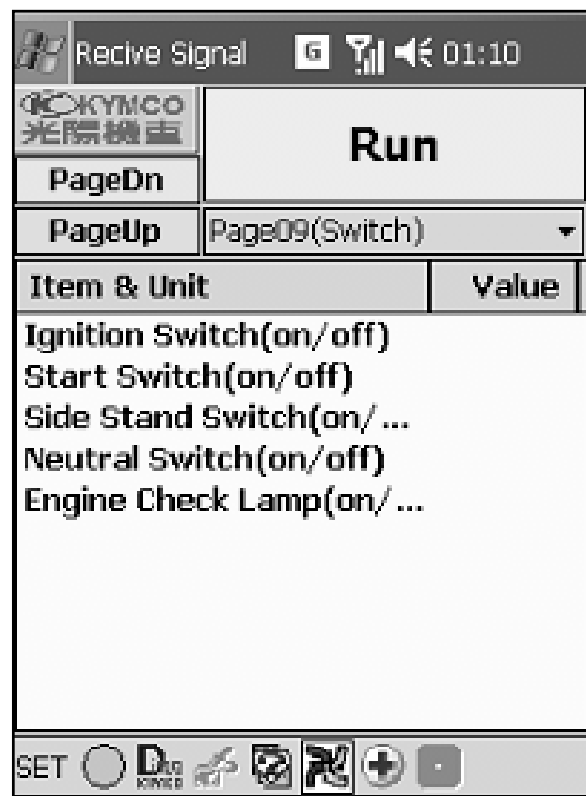 Recive Signal G 01:10
KYMCO
光陽機車
Run
PageDn
PageUp
Page09(Switch)
Item & Unit Value
Ignition Switch(on/off)
Start Switch(on/off)
Side Stand Switch(on/...
Neutral Switch(on/off)
Engine Check Lamp(on/...
SET